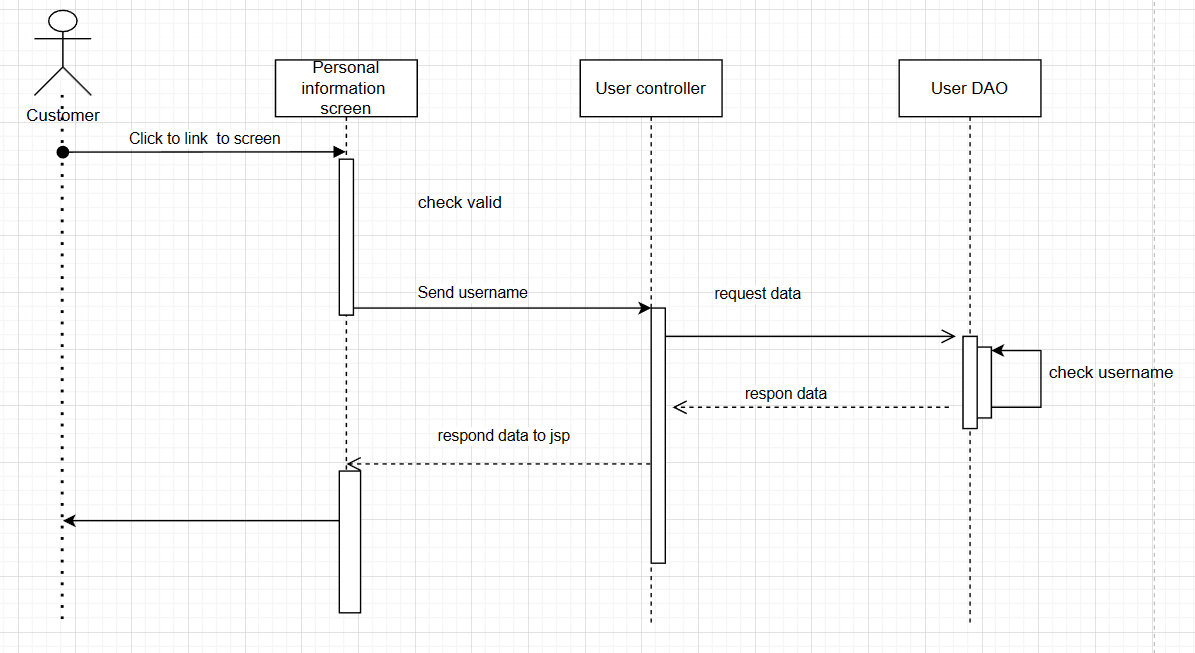 Personal
information
screen
User controller
User DAO
Customer
Click to link  to screen
check valid
Send username
request data
check username
respon data
respond data to jsp